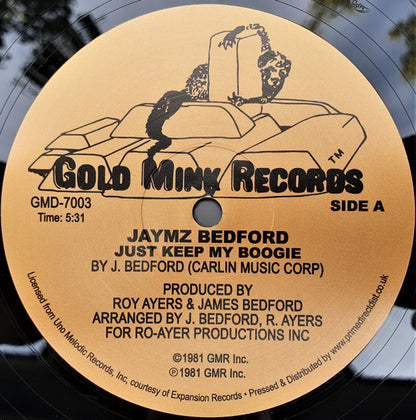 GOLD MINK RECORDS
TM
GMD-7003
Time: 5:31
SIDE A
JAYMZ BEDFORD
JUST KEEP MY BOOGIE
BY J. BEDFORD (CARLIN MUSIC CORP)
PRODUCED BY
ROY AYERS & JAMES BEDFORD
ARRANGED BY J. BEDFORD, R. AYERS
FOR RO-AYER PRODUCTIONS INC
©1981 GMR Inc.
℗1981 GMR Inc.
Licensed from Uno Melodic Records, Inc. courtesy of Expansion Records • Pressed & Distributed by www.primedirectdist.co.uk